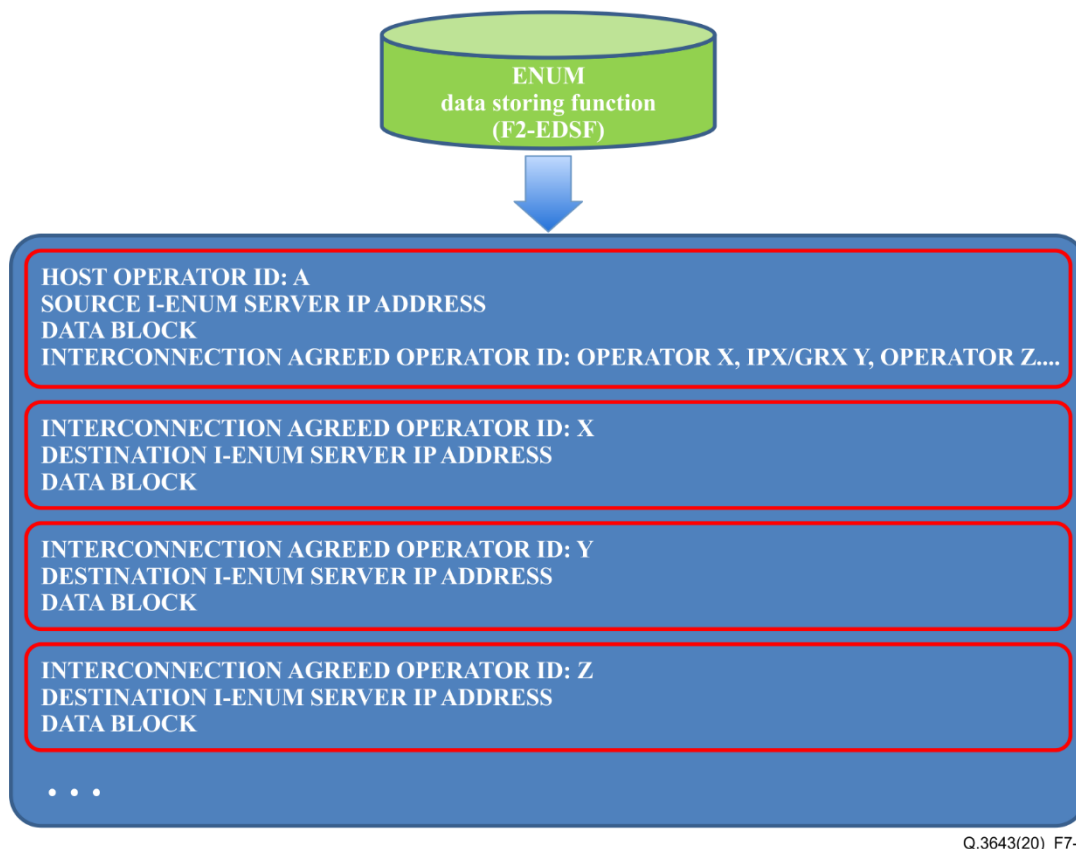 ENUM
data storing function
(F2-EDSF)
HOST OPERATOR ID: A
SOURCE I-ENUM SERVER IP ADDRESS
DATA BLOCK
INTERCONNECTION AGREED OPERATOR ID: OPERATOR X, IPX/GRX Y, OPERATOR Z....
INTERCONNECTION AGREED OPERATOR ID: X
DESTINATION I-ENUM SERVER IP ADDRESS
DATA BLOCK
INTERCONNECTION AGREED OPERATOR ID: Y
DESTINATION I-ENUM SERVER IP ADDRESS
DATA BLOCK
INTERCONNECTION AGREED OPERATOR ID: Z
DESTINATION I-ENUM SERVER IP ADDRESS
DATA BLOCK
. . .
Q.3643(20)_F7-